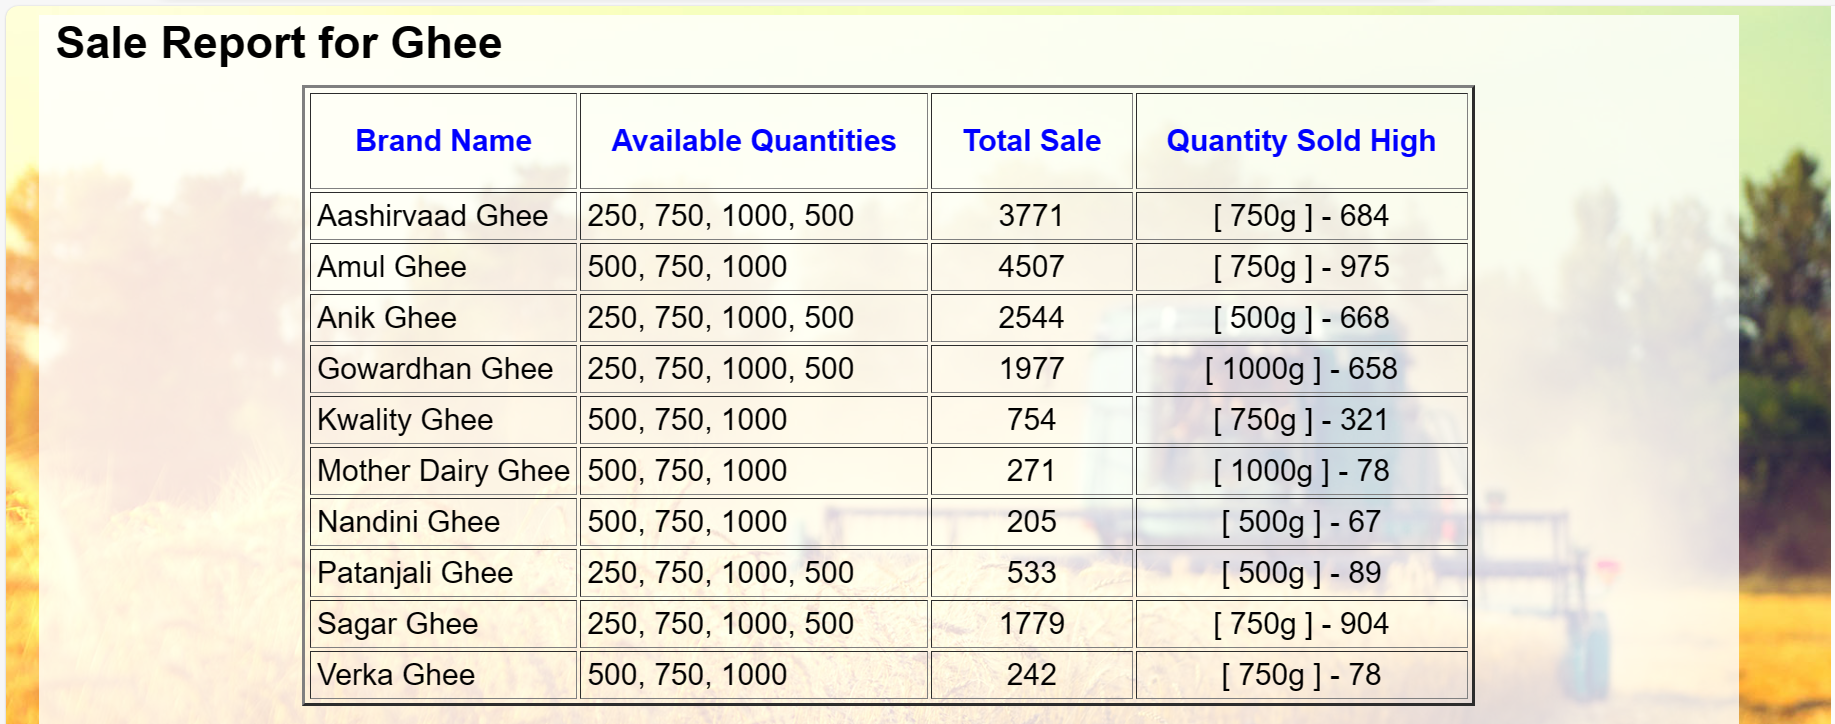 Sale Report for Ghee
Brand Name Available Quantities Total Sale Quantity Sold High
Aashirvaad Ghee 250, 750, 1000, 500 3771 [ 750g ] - 684
Amul Ghee 500, 750, 1000 4507 [ 750g ] - 975
Anik Ghee 250, 750, 1000, 500 2544 [ 500g ] - 668
Gowardhan Ghee 250, 750, 1000, 500 1977 [ 1000g ] - 658
Kwality Ghee 500, 750, 1000 754 [ 750g ] - 321
Mother Dairy Ghee 500, 750, 1000 271 [ 1000g ] - 78
Nandini Ghee 500, 750, 1000 205 [ 500g ] - 67
Patanjali Ghee 250, 750, 1000, 500 533 [ 500g ] - 89
Sagar Ghee 250, 750, 1000, 500 1779 [ 750g ] - 904
Verka Ghee 500, 750, 1000 242 [ 750g ] - 78